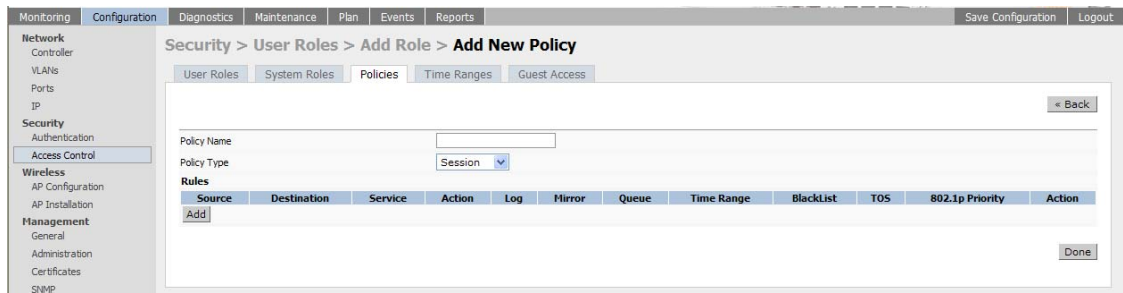 Monitoring Configuration Diagnostics Maintenance Plan Events Reports Save Configuration Logout
Network
Controller
VLANs
Ports
IP
Security
Authentication
Access Control
Wireless
AP Configuration
AP Installation
Management
General
Administration
Certificates
SNMP
Security > User Roles > Add Role > Add New Policy
User Roles System Roles Policies Time Ranges Guest Access
« Back
Policy Name
Policy Type Session
Rules
Source Destination Service Action Log Mirror Queue Time Range BlackList TOS 802.1p Priority Action
Add
Done